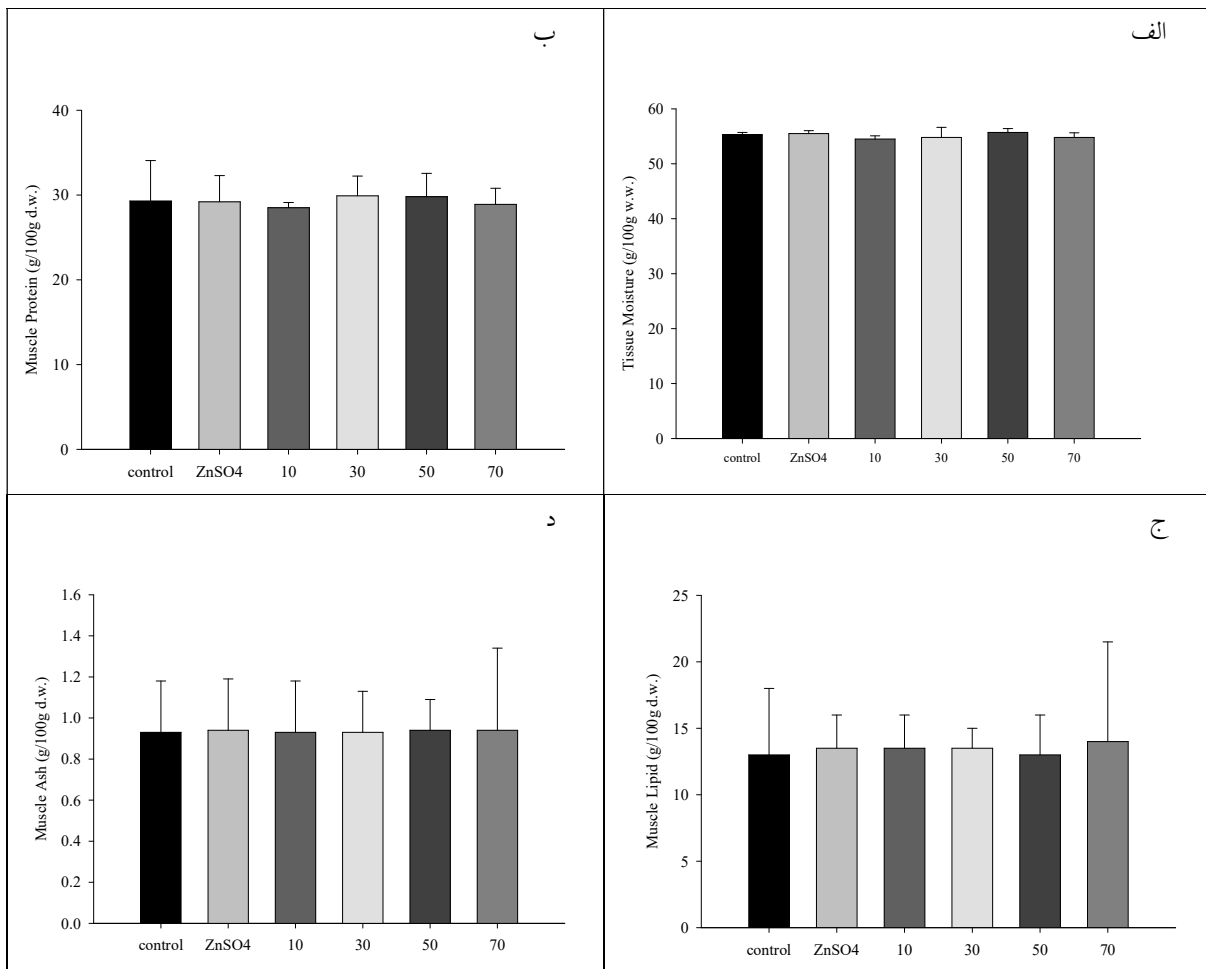 الف
60
50
40
30
20
10
0
Tissue Moisture (g/100g w.w.)
control ZnSO4 10 30 50 70
ب
40
30
20
10
0
Muscle Protein (g/100g d.w.)
control ZnSO4 10 30 50 70
ج
25
20
15
10
5
0
Muscle Lipid (g/100g d.w.)
control ZnSO4 10 30 50 70
د
1.6
1.4
1.2
1.0
0.8
0.6
0.4
0.2
0.0
Muscle Ash (g/100g d.w.)
control ZnSO4 10 30 50 70